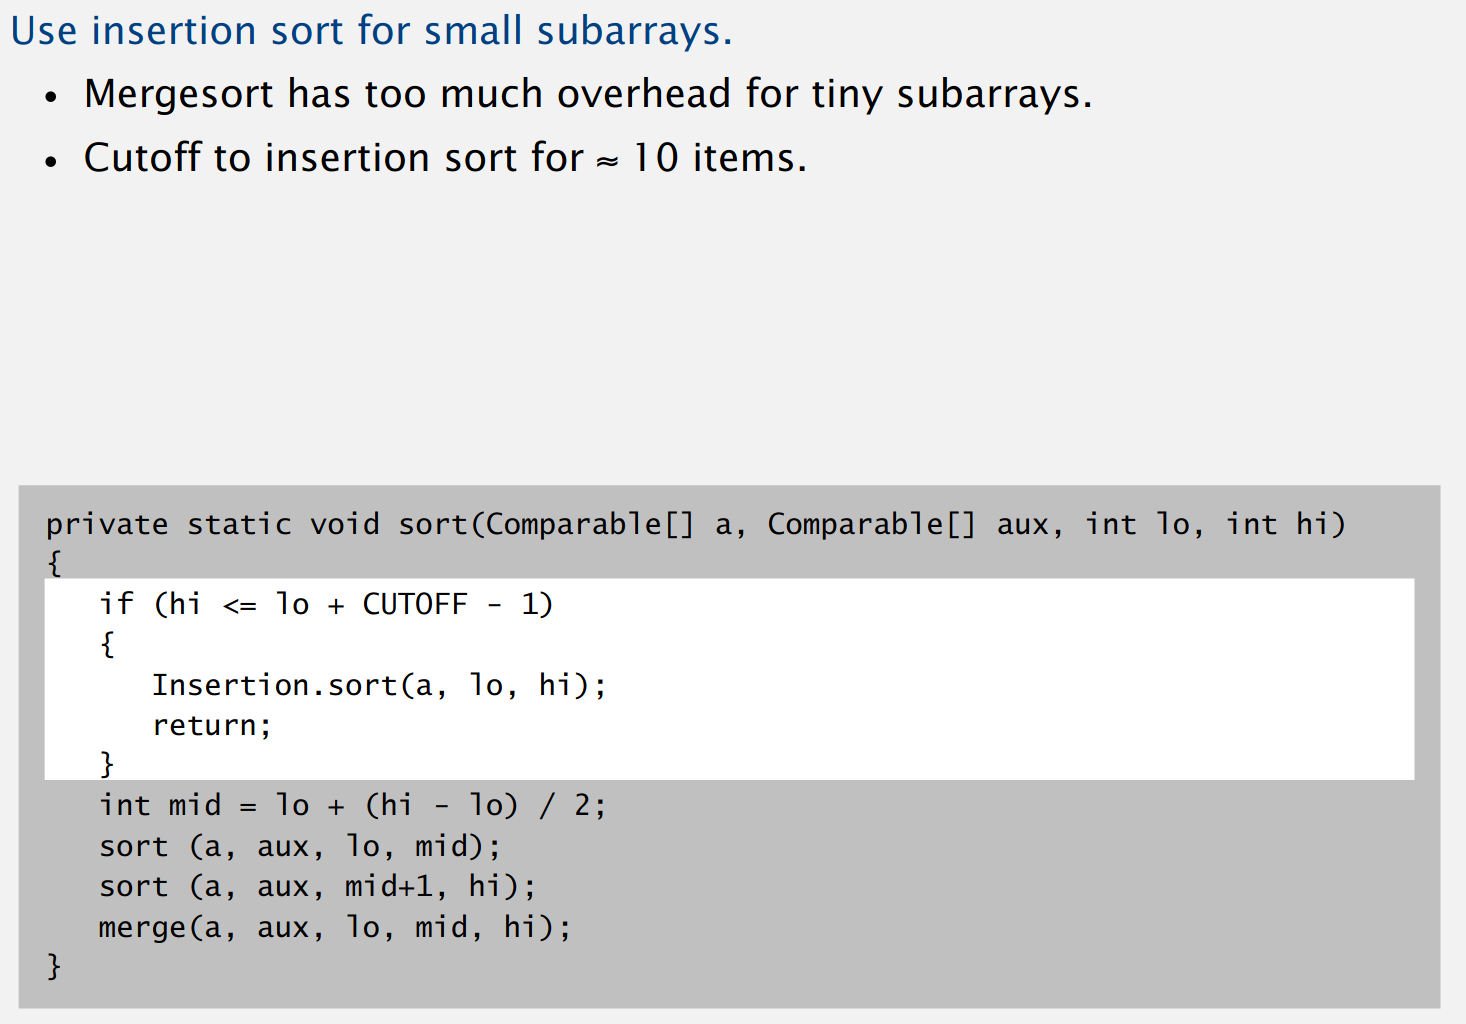 Use insertion sort for small subarrays.
• Mergesort has too much overhead for tiny subarrays.
• Cutoff to insertion sort for ≈ 10 items.
private static void sort(Comparable[] a, Comparable[] aux, int lo, int hi)
{
   if (hi <= lo + CUTOFF - 1)
   {
      Insertion.sort(a, lo, hi);
      return;
   }
   int mid = lo + (hi - lo) / 2;
   sort (a, aux, lo, mid);
   sort (a, aux, mid+1, hi);
   merge(a, aux, lo, mid, hi);
}